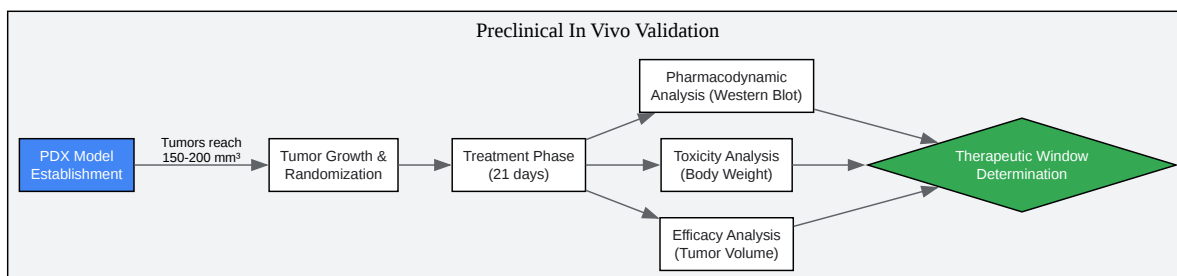 Preclinical In Vivo Validation
PDX Model
Establishment
Tumors reach
150-200 mm³
Tumor Growth &
Randomization
Treatment Phase
(21 days)
Pharmacodynamic
Analysis (Western Blot)
Toxicity Analysis
(Body Weight)
Efficacy Analysis
(Tumor Volume)
Therapeutic Window
Determination